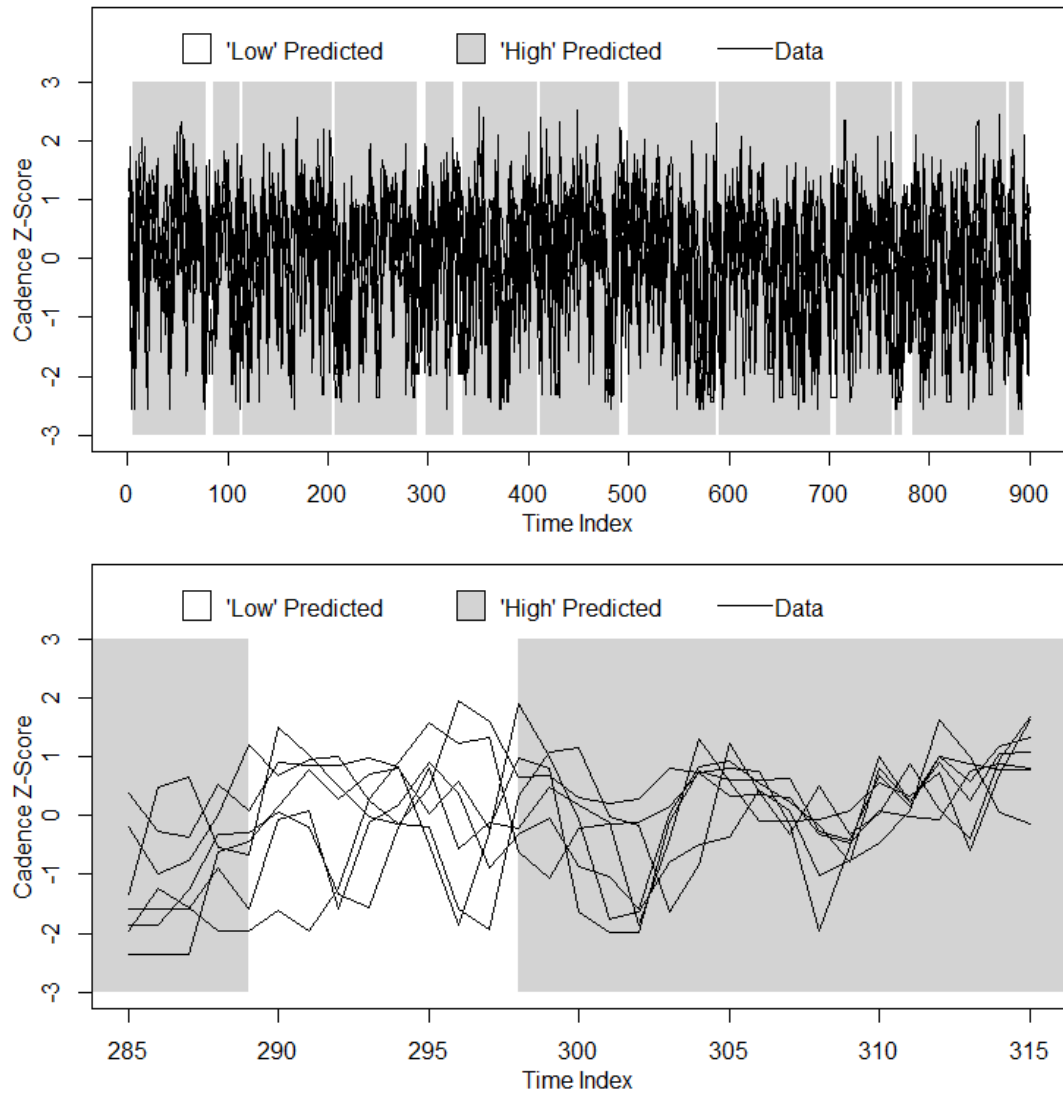 'Low' Predicted 'High' Predicted Data
3
2
1
0
-1
-2
-3
Cadence Z-Score
0 100 200 300 400 500 600 700 800 900
Time Index
'Low' Predicted 'High' Predicted Data
3
2
1
0
-1
-2
-3
Cadence Z-Score
285 290 295 300 305 310 315
Time Index